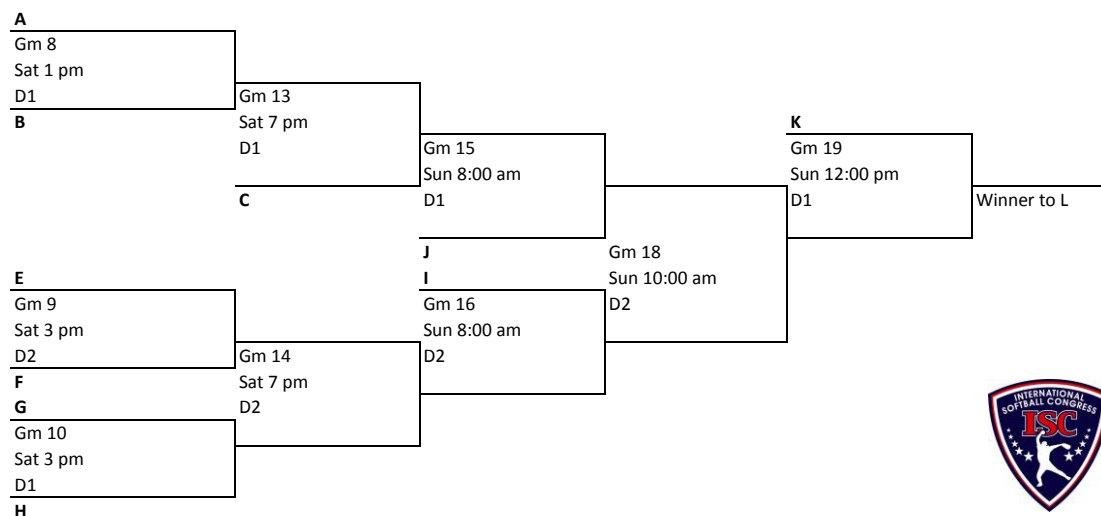 A
Gm 8
Sat 1 pm
D1
B
Gm 13
Sat 7 pm
D1
C
Gm 15
Sun 8:00 am
D1
J
K
Gm 19
Sun 12:00 pm
D1
Winner to L
Gm 18
Sun 10:00 am
D2
I
Gm 16
Sun 8:00 am
D2
E
Gm 9
Sat 3 pm
D2
F
Gm 14
Sat 7 pm
D2
G
Gm 10
Sat 3 pm
D1
H
INTERNATIONAL
SOFTBALL CONGRESS
ISC